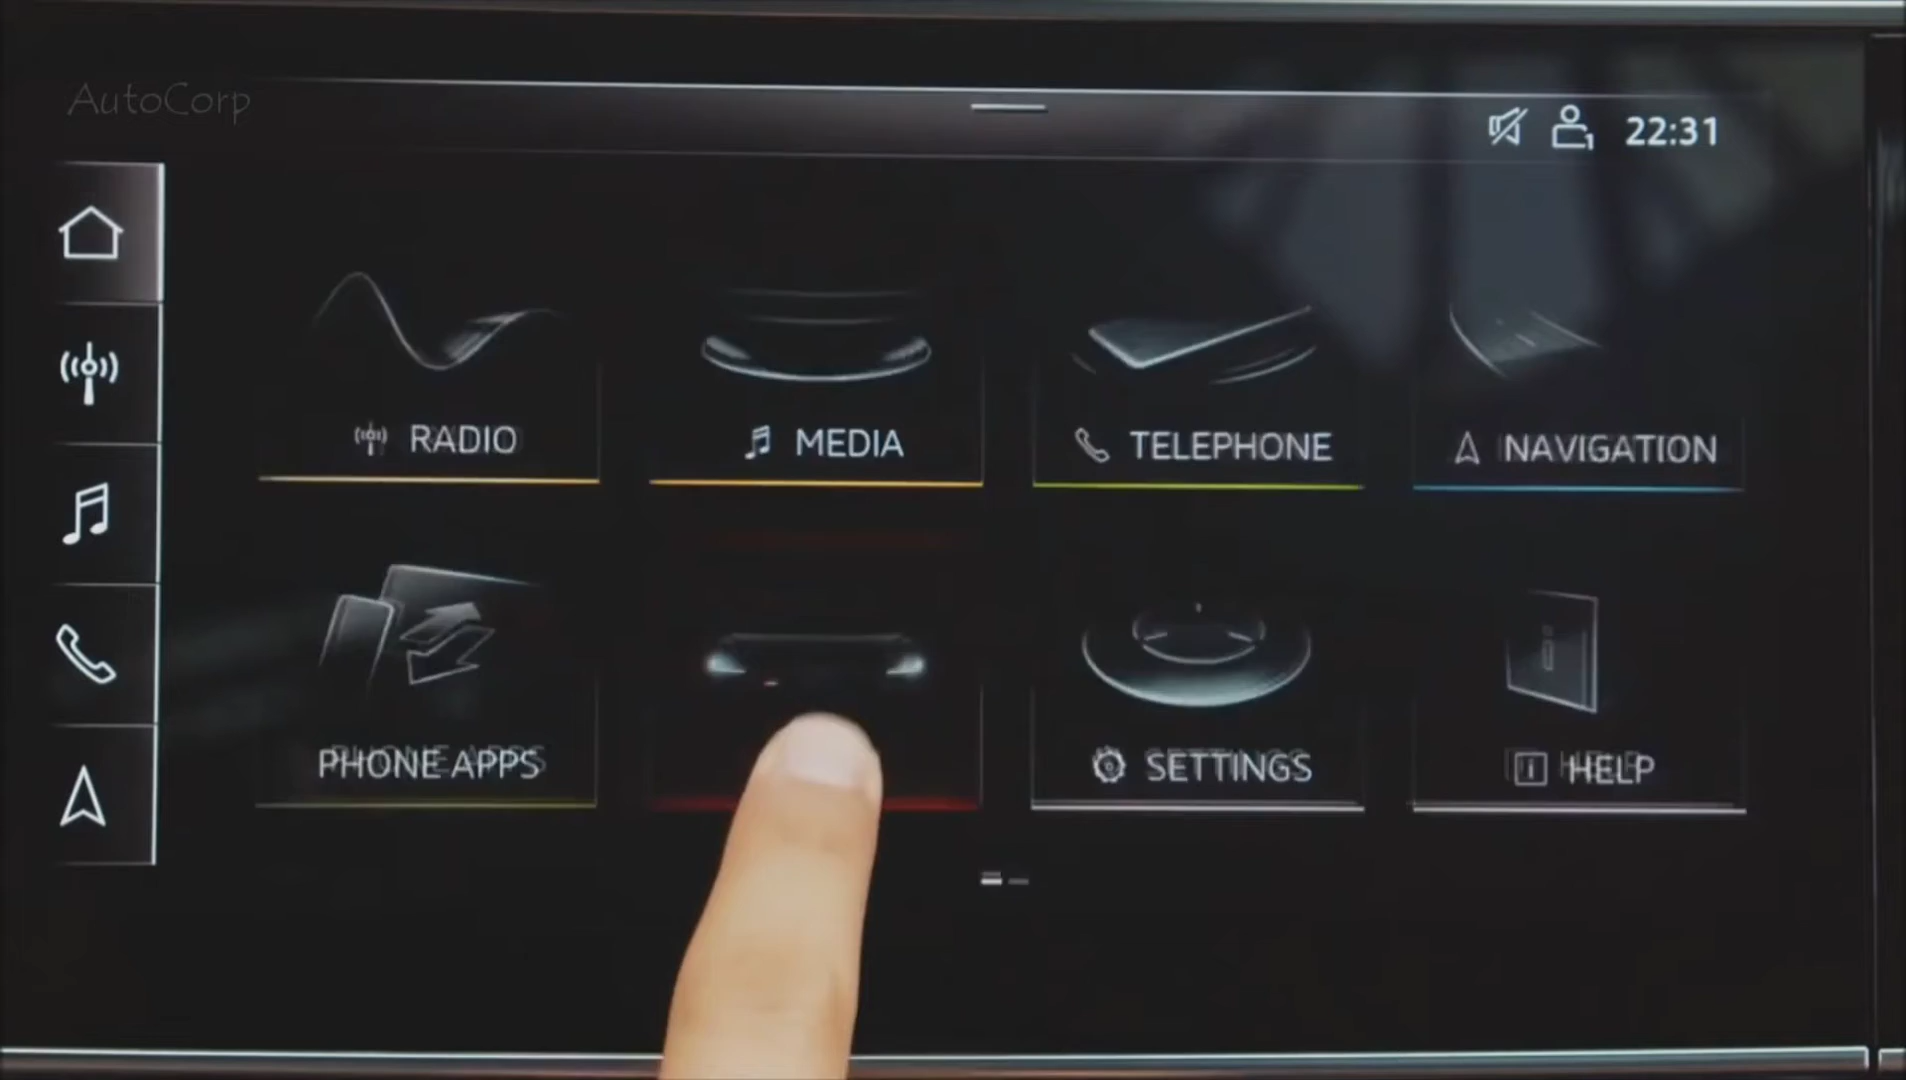 AutoCorp
22:31
RADIO
MEDIA
TELEPHONE
NAVIGATION
PHONE APPS
SETTINGS
HELP